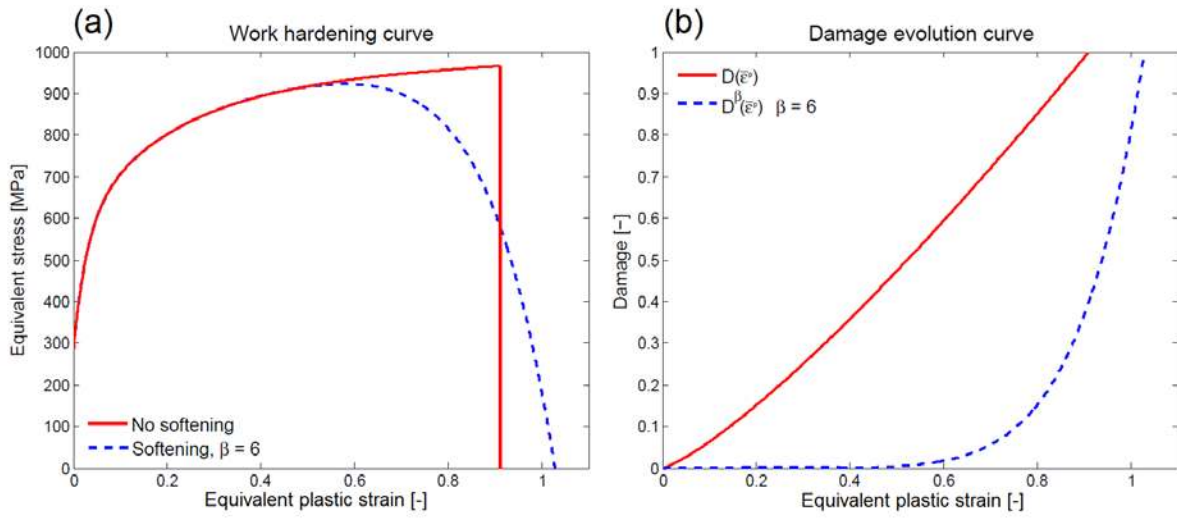 (a)
Work hardening curve
1000
900
800
700
600
500
400
300
200
100
0
Equivalent stress [MPa]
No softening
Softening, β = 6
0 0.2 0.4 0.6 0.8 1
Equivalent plastic strain [-]
(b)
Damage evolution curve
1
0.9
0.8
0.7
0.6
0.5
0.4
0.3
0.2
0.1
0
Damage [−]
D(ε̄ᵖ)
Dᵝ(ε̄ᵖ) β = 6
0 0.2 0.4 0.6 0.8 1
Equivalent plastic strain [-]